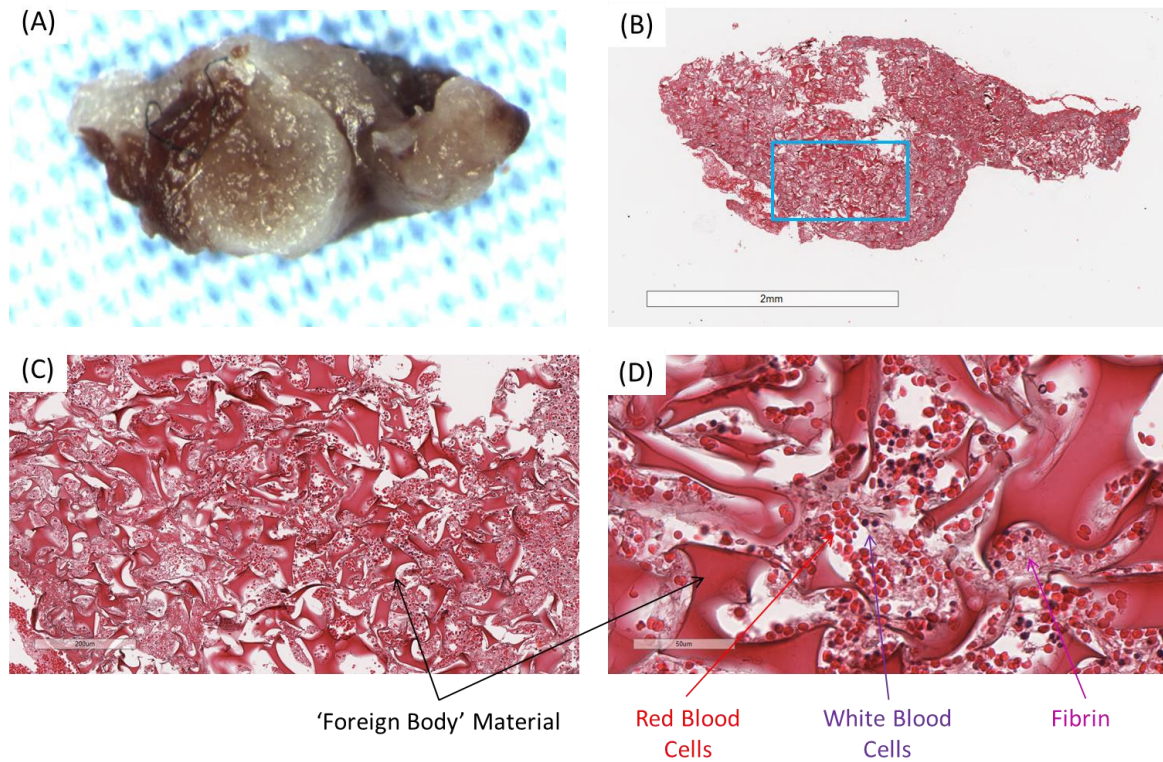 (A)
(B)
2mm
(C)
(D)
200um
50um
‘Foreign Body’ Material
Red Blood
Cells
White Blood
Cells
Fibrin